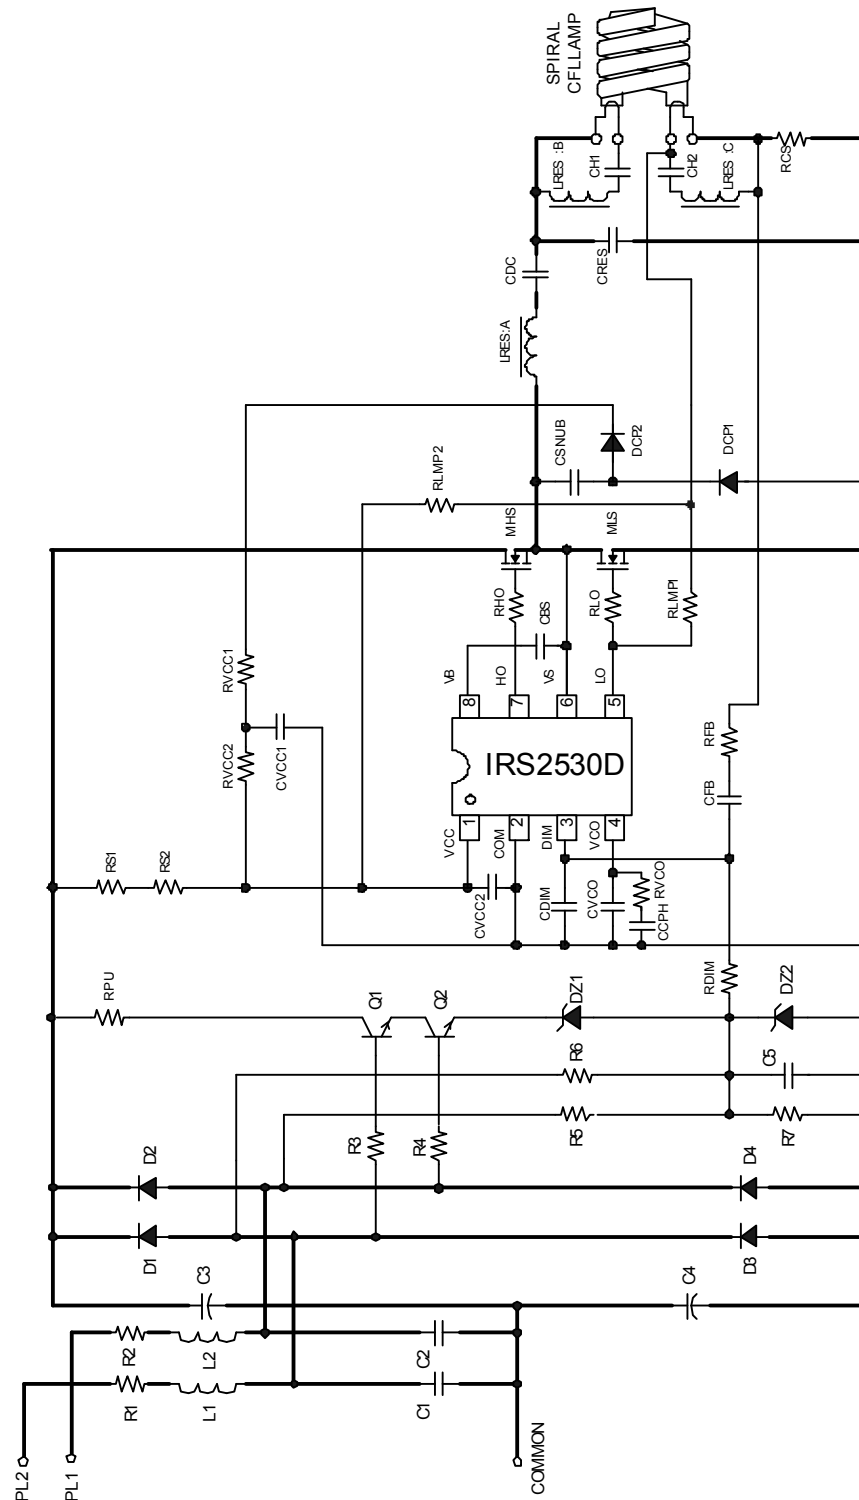 SPIRAL
CFLLAMP
LRES :B
CH1
CH2
LRES :C
RCS
CDC
CRES
LRES:A
CSNUB
DCP2
DCP1
RLMP2
MHS
MLS
RHO
CBS
RLO
RLMP1
RVCC1
RVCC2
CVCC1
VB
HO
VS
LO
8
7
6
5
IRS2530D
1
2
3
4
VCC
COM
DIM
VCO
RFB
CFB
RS1
RS2
CVCC2
CDIM
CVCO
RVCO
CCPH
RPU
Q1
Q2
DZ1
RDIM
DZ2
R6
C5
R3
R4
R5
R7
D2
D4
D1
D3
C3
C4
R2
L2
C2
R1
L1
C1
PL2
PL1
COMMON